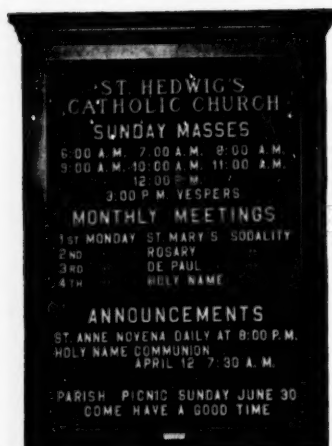 ST. HEDWIG'S
CATHOLIC CHURCH
SUNDAY MASSES
6:00 A.M. 7:00 A.M. 8:00 A.M.
9:00 A.M. 10:00 A.M. 11:00 A.M.
12:00 P.M.
3:00 P.M. VESPERS
MONTHLY MEETINGS
1ST MONDAY ST. MARY'S SODALITY
2ND " ROSARY
3RD " DE PAUL
4TH " HOLY NAME
ANNOUNCEMENTS
ST. ANNE NOVENA DAILY AT 8:00 P.M.
HOLY NAME COMMUNION
APRIL 12 7:30 A.M.
PARISH PICNIC SUNDAY JUNE 30
COME HAVE A GOOD TIME